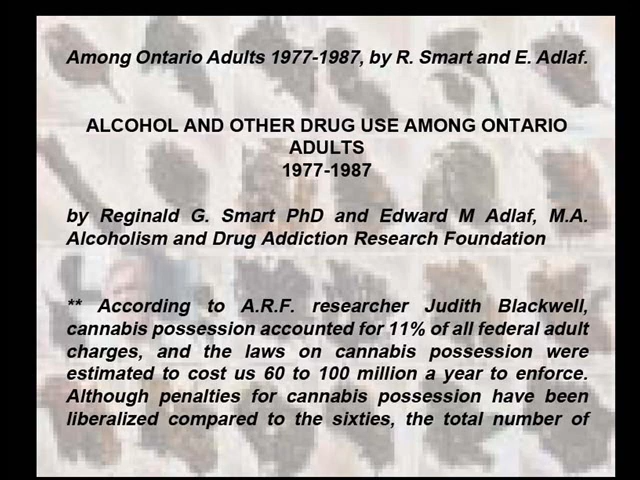 Among Ontario Adults 1977-1987, by R. Smart and E. Adlaf.
ALCOHOL AND OTHER DRUG USE AMONG ONTARIO
ADULTS
1977-1987
by Reginald G. Smart PhD and Edward M Adlaf, M.A.
Alcoholism and Drug Addiction Research Foundation
** According to A.R.F. researcher Judith Blackwell,
cannabis possession accounted for 11% of all federal adult
charges, and the laws on cannabis possession were
estimated to cost us 60 to 100 million a year to enforce.
Although penalties for cannabis possession have been
liberalized compared to the sixties, the total number of